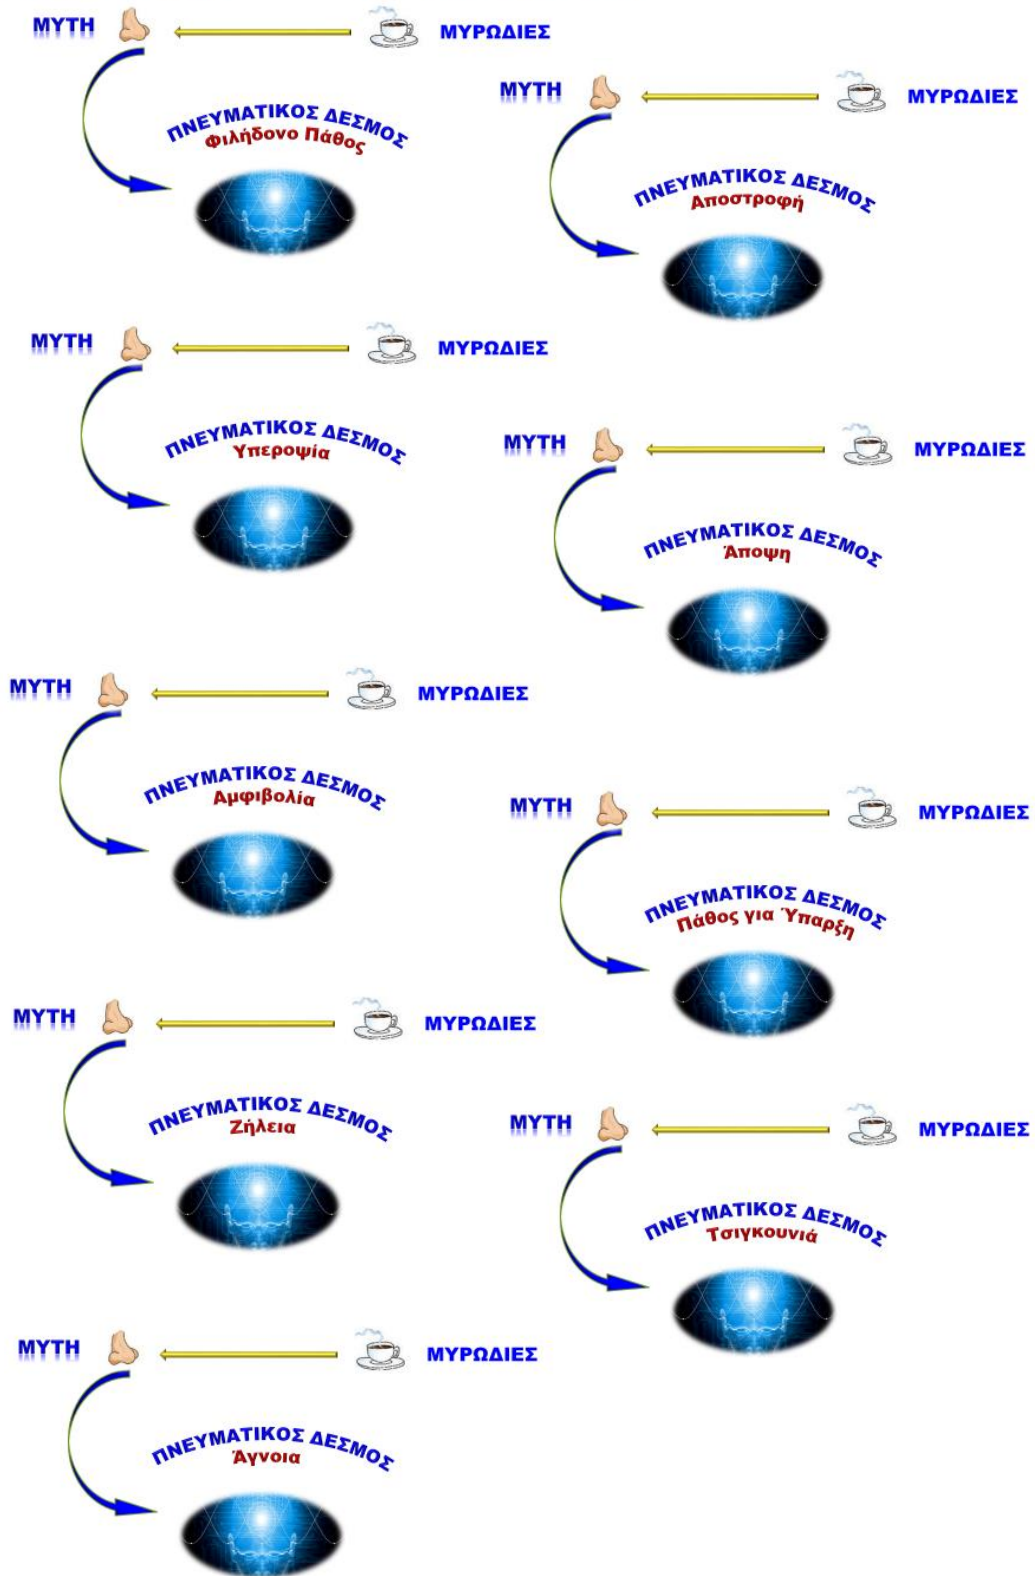 ΜΥΤΗ ΜΥΡΩΔΙΕΣ
ΠΝΕΥΜΑΤΙΚΟΣ ΔΕΣΜΟΣ
Φιλήδονο Πάθος
ΜΥΤΗ ΜΥΡΩΔΙΕΣ
ΠΝΕΥΜΑΤΙΚΟΣ ΔΕΣΜΟΣ
Αποστροφή
ΜΥΤΗ ΜΥΡΩΔΙΕΣ
ΠΝΕΥΜΑΤΙΚΟΣ ΔΕΣΜΟΣ
Υπεροψία
ΜΥΤΗ ΜΥΡΩΔΙΕΣ
ΠΝΕΥΜΑΤΙΚΟΣ ΔΕΣΜΟΣ
Άποψη
ΜΥΤΗ ΜΥΡΩΔΙΕΣ
ΠΝΕΥΜΑΤΙΚΟΣ ΔΕΣΜΟΣ
Αμφιβολία
ΜΥΤΗ ΜΥΡΩΔΙΕΣ
ΠΝΕΥΜΑΤΙΚΟΣ ΔΕΣΜΟΣ
Πάθος για Ύπαρξη
ΜΥΤΗ ΜΥΡΩΔΙΕΣ
ΠΝΕΥΜΑΤΙΚΟΣ ΔΕΣΜΟΣ
Ζήλεια
ΜΥΤΗ ΜΥΡΩΔΙΕΣ
ΠΝΕΥΜΑΤΙΚΟΣ ΔΕΣΜΟΣ
Τσιγκουνιά
ΜΥΤΗ ΜΥΡΩΔΙΕΣ
ΠΝΕΥΜΑΤΙΚΟΣ ΔΕΣΜΟΣ
Άγνοια